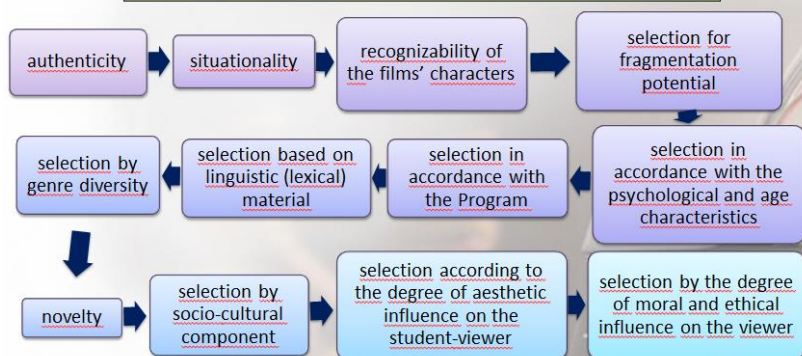 authenticity
situationality
recognizability of
the films' characters
selection for
fragmentation
potential
selection in
accordance with the
psychological and age
characteristics
selection in
accordance with
the Program
selection based on
linguistic (lexical)
material
selection by
genre diversity
novelty
selection by
socio-cultural
component
selection according to
the degree of aesthetic
influence on the
student-viewer
selection by the degree
of moral and ethical
influence on the viewer